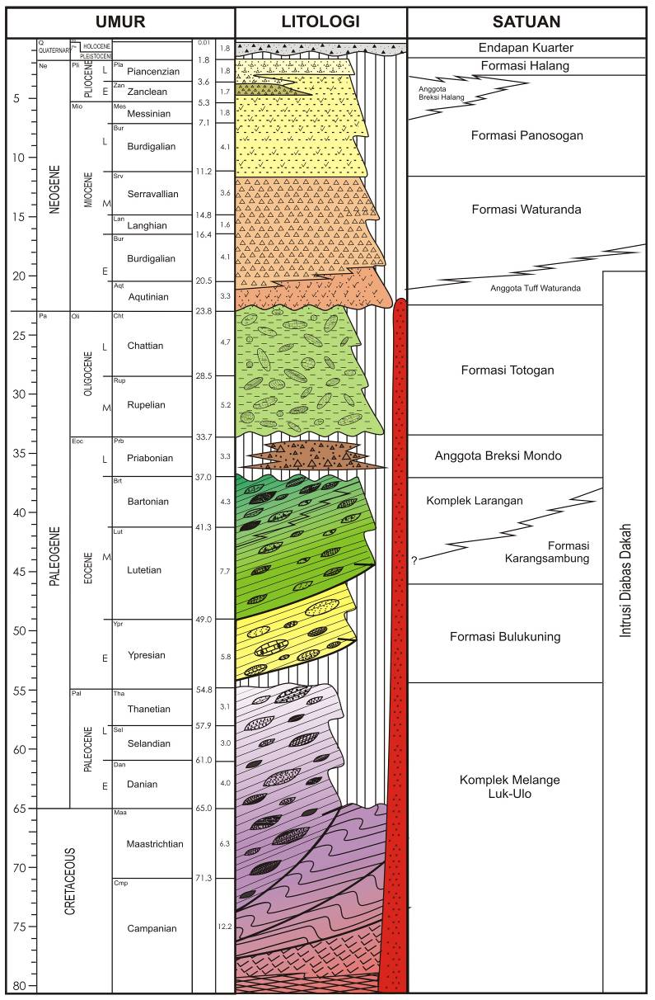 UMUR
LITOLOGI
SATUAN
Q
QUATERNARY
HOLOCENE
PLEISTOCENE
0.01
1.8
1.8
Endapan Kuarter
Formasi Halang
Ne
NEOGENE
Pli
PLIOCENE
L
Pla
Piancenzian
1.8
3.6
E
Zan
Zanclean
1.7
5.3
Anggota
Breksi Halang
5
Mio
MIOCENE
Mes
Messinian
1.8
7.1
L
Bur
Burdigalian
4.1
11.2
Formasi Panosogan
10
M
Srv
Serravallian
3.6
14.8
Formasi Waturanda
15
Lan
Langhian
1.6
16.4
E
Bur
Burdigalian
4.1
20.5
20
Aqt
Aqutinian
3.3
23.8
Anggota Tuff Waturanda
Pa
PALEOGENE
Oli
OLIGOCENE
L
Cht
Chattian
4.7
28.5
25
Formasi Totogan
M
Rup
Rupelian
5.2
33.7
30
Eoc
EOCENE
L
Prb
Priabonian
3.3
37.0
35
Anggota Breksi Mondo
Brt
Bartonian
4.3
41.3
40
Komplek Larangan
M
Lut
Lutetian
7.7
49.0
45
Formasi
Karangsambung
?
Intrusi Diabas Dakah
E
Ypr
Ypresian
5.8
54.8
50
Formasi Bulukuning
55
Pal
PALEOCENE
Tha
Thanetian
3.1
57.9
L
Sel
Selandian
3.0
61.0
60
E
Dan
Danian
4.0
65.0
Komplek Melange
Luk-Ulo
65
CRETACEOUS
Maa
Maastrichtian
6.3
71.3
70
Cmp
Campanian
12.2
75
80